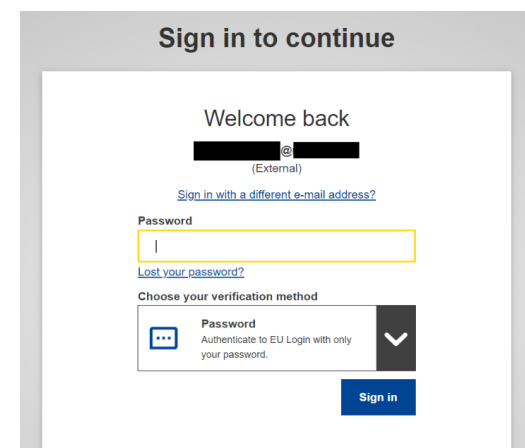 Sign in to continue
Welcome back
@
(External)
Sign in with a different e-mail address?
Password
Lost your password?
Choose your verification method
Password
Authenticate to EU Login with only
your password.
Sign in